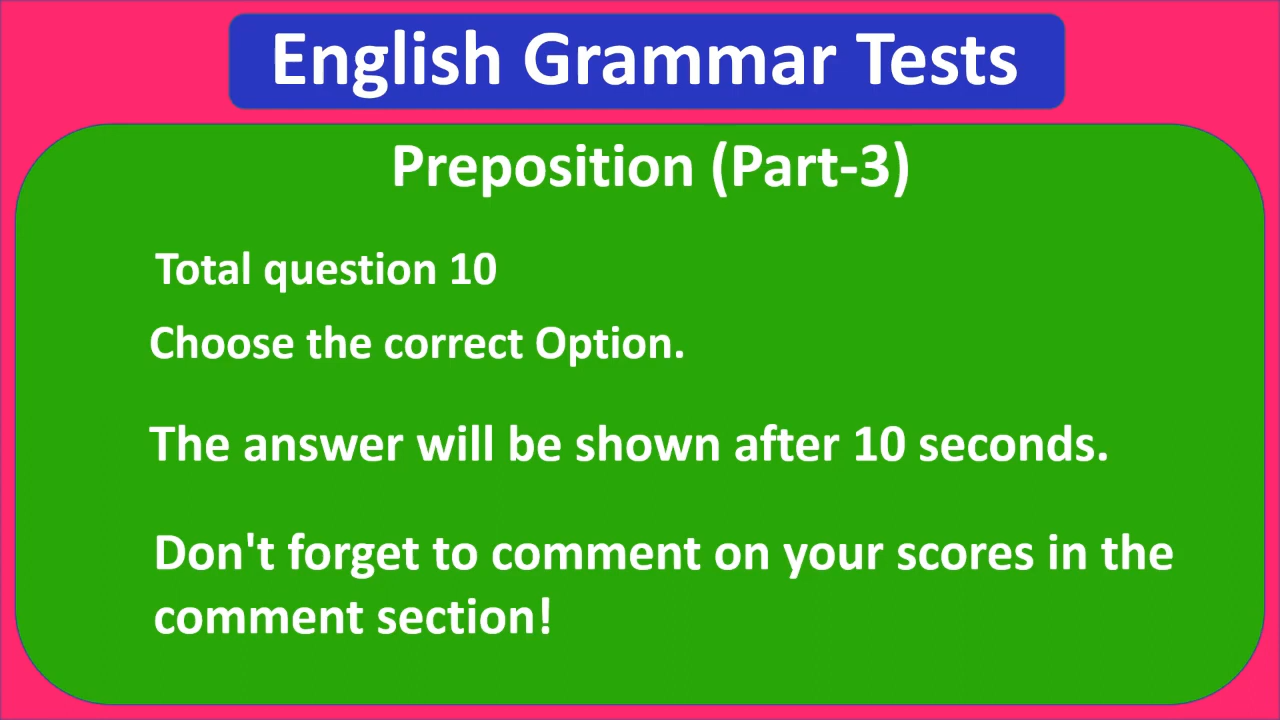 English Grammar Tests
Preposition (Part-3)
Total question 10
Choose the correct Option.
The answer will be shown after 10 seconds.
Don't forget to comment on your scores in the
comment section!